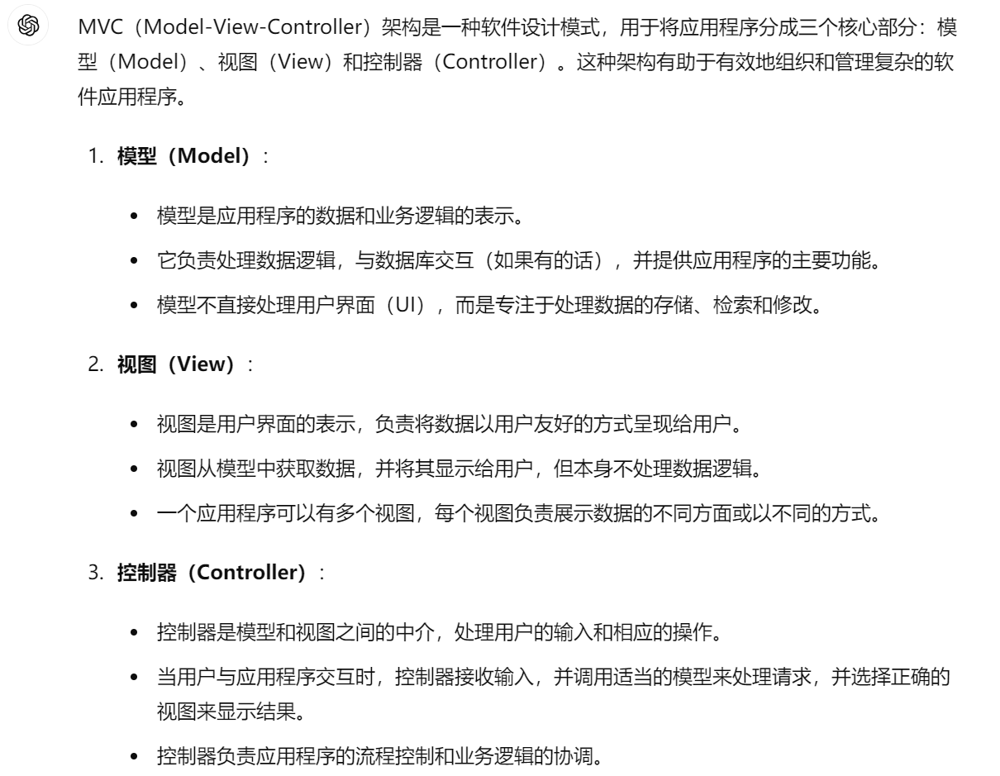 MVC（Model-View-Controller）架构是一种软件设计模式，用于将应用程序分成三个核心部分：模
型（Model）、视图（View）和控制器（Controller）。这种架构有助于有效地组织和管理复杂的软
件应用程序。
1. 模型（Model）：
• 模型是应用程序的数据和业务逻辑的表示。
• 它负责处理数据逻辑，与数据库交互（如果有的话），并提供应用程序的主要功能。
• 模型不直接处理用户界面（UI），而是专注于处理数据的存储、检索和修改。
2. 视图（View）：
• 视图是用户界面的表示，负责将数据以用户友好的方式呈现给用户。
• 视图从模型中获取数据，并将其显示给用户，但本身不处理数据逻辑。
• 一个应用程序可以有多个视图，每个视图负责展示数据的不同方面或以不同的方式。
3. 控制器（Controller）：
• 控制器是模型和视图之间的中介，处理用户的输入和相应的操作。
• 当用户与应用程序交互时，控制器接收输入，并调用适当的模型来处理请求，并选择正确的
视图来显示结果。
• 控制器负责应用程序的流程控制和业务逻辑的协调。